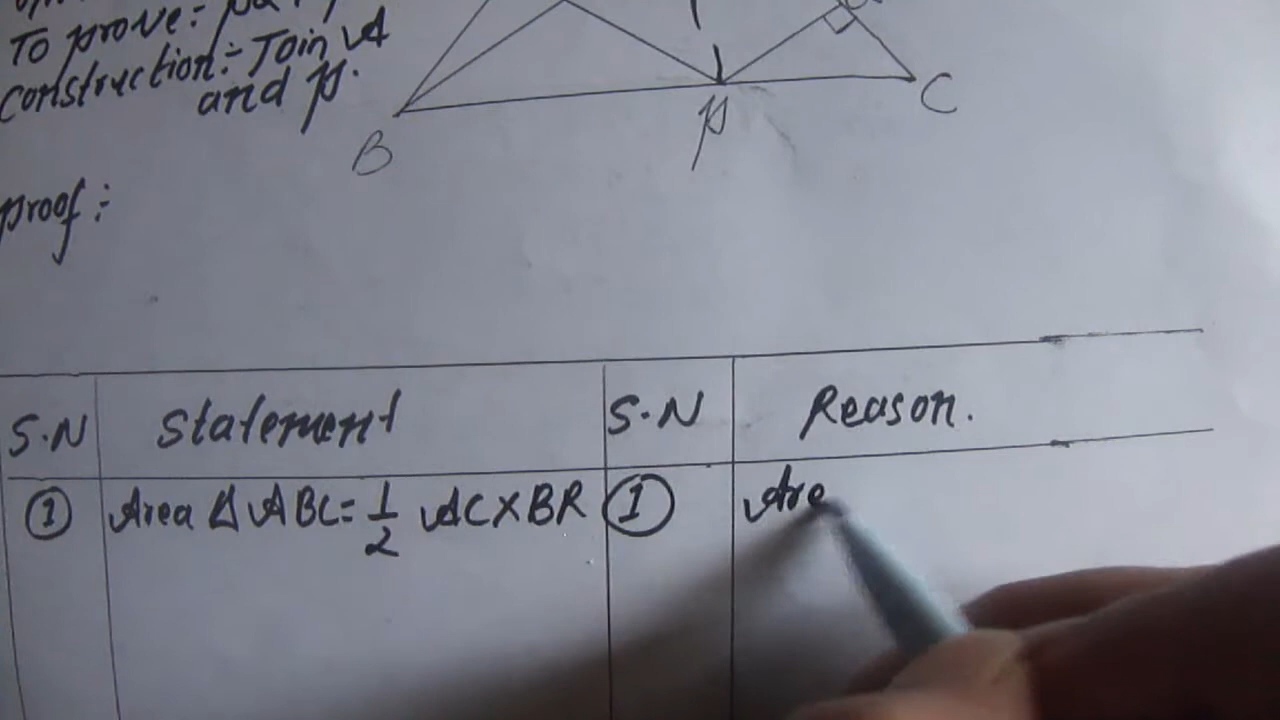 To prove:
construction:- Join A
and P.
B
P
C
proof:
S.N Statement S.N Reason.
① Area △ABC = 1/2 AC×BR ① Are